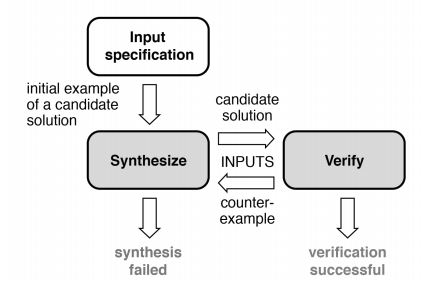 Input
specification
initial example
of a candidate
solution
candidate
solution
Synthesize
INPUTS
Verify
counter-
example
synthesis
failed
verification
successful